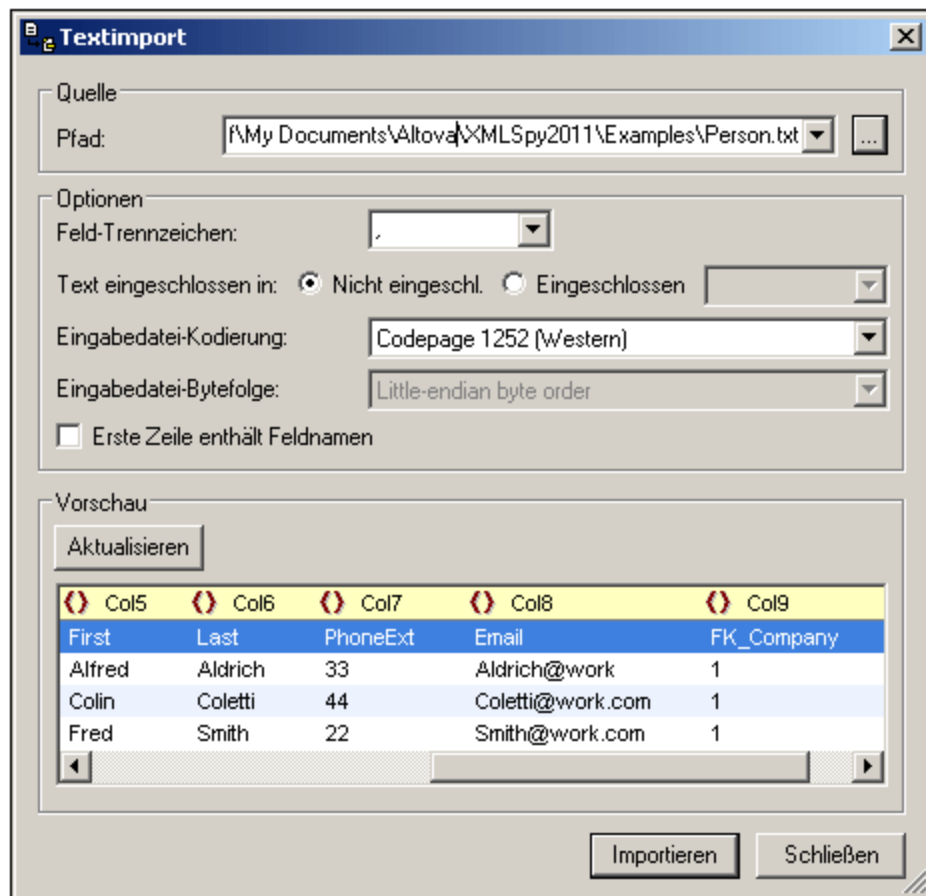 Textimport
Quelle
Pfad: f\My Documents\Altova\XMLSpy2011\Examples\Person.txt ...
Optionen
Feld-Trennzeichen: ,
Text eingeschlossen in: Nicht eingeschl. Eingeschlossen
Eingabedatei-Kodierung: Codepage 1252 (Western)
Eingabedatei-Bytefolge: Little-endian byte order
Erste Zeile enthält Feldnamen
Vorschau
Aktualisieren
Col5 Col6 Col7 Col8 Col9
First Last PhoneExt Email FK_Company
Alfred Aldrich 33 Aldrich@work 1
Colin Coletti 44 Coletti@work.com 1
Fred Smith 22 Smith@work.com 1
Importieren Schließen